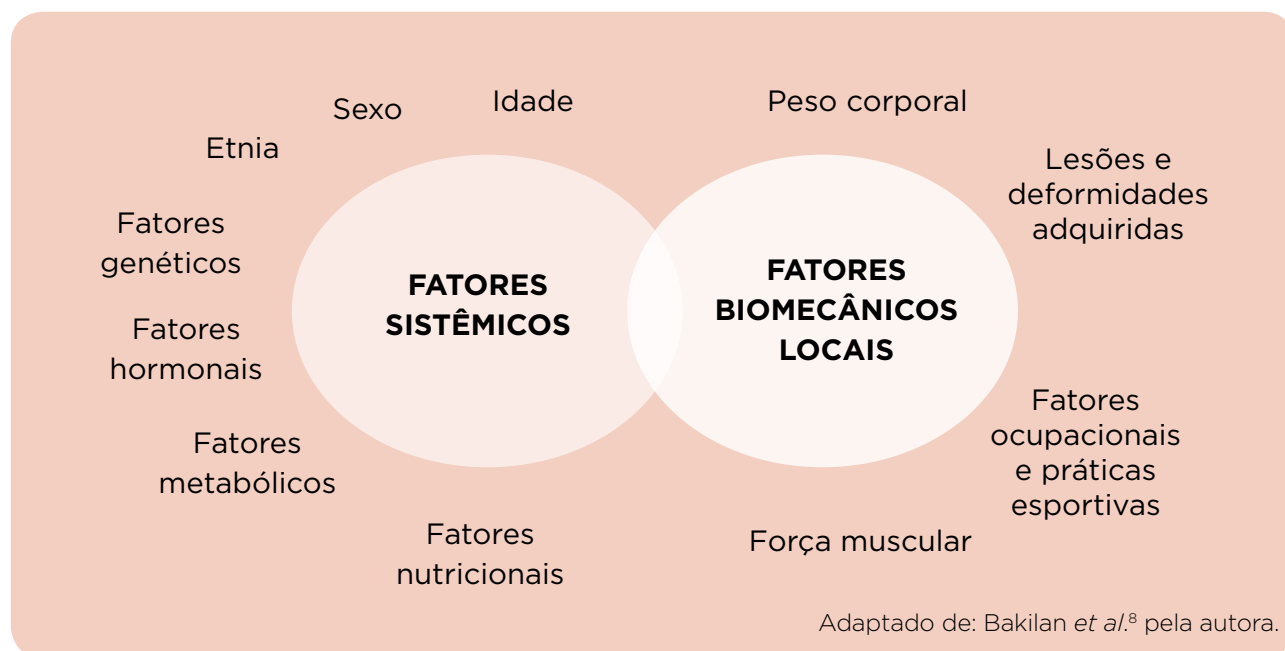 Sexo
Idade
Etnia
Fatores
genéticos
Fatores
hormonais
Fatores
metabólicos
Fatores
nutricionais
FATORES
SISTÊMICOS
FATORES
BIOMECÂNICOS
LOCAIS
Peso corporal
Lesões e
deformidades
adquiridas
Fatores
ocupacionais
e práticas
esportivas
Força muscular
Adaptado de: Bakilan et al.⁸ pela autora.